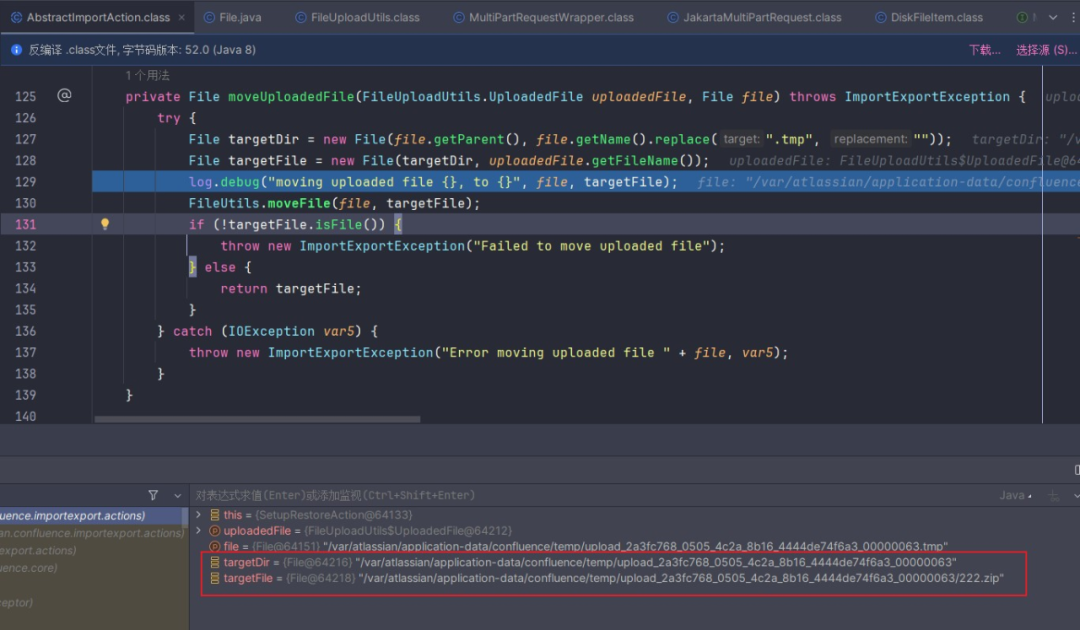 AbstractImportAction.class × File.java FileUploadUtils.class MultiPartRequestWrapper.class JakartaMultiPartRequest.class DiskFileItem.class
反编译 .class文件, 字节码版本: 52.0 (Java 8) 下载... 选择源 (S)...
1 个用法
125 @ private File moveUploadedFile(FileUploadUtils.UploadedFile uploadedFile, File file) throws ImportExportException {
126 try {
127 File targetDir = new File(file.getParent(), file.getName().replace( target: ".tmp", replacement: "")); targetDir: "/v
128 File targetFile = new File(targetDir, uploadedFile.getFileName()); uploadedFile: FileUploadUtils$UploadedFile@64
129 log.debug("moving uploaded file {}, to {}", file, targetFile); file: "/var/atlassian/application-data/confluence
130 FileUtils.moveFile(file, targetFile);
131 if (!targetFile.isFile()) {
132 throw new ImportExportException("Failed to move uploaded file");
133 } else {
134 return targetFile;
135 }
136 } catch (IOException var5) {
137 throw new ImportExportException("Error moving uploaded file " + file, var5);
138 }
139 }
140
对表达式求值(Enter)或添加监视(Ctrl+Shift+Enter) Java
uence.importexport.actions) this = {SetupRestoreAction@64133}
an.confluence.importexport.actions) uploadedFile = {FileUploadUtils$UploadedFile@64212}
export.actions) file = {File@64151} "/var/atlassian/application-data/confluence/temp/upload_2a3fc768_0505_4c2a_8b16_4444de74f6a3_00000063.tmp"
uence.core) targetDir = {File@64216} "/var/atlassian/application-data/confluence/temp/upload_2a3fc768_0505_4c2a_8b16_4444de74f6a3_00000063"
targetFile = {File@64218} "/var/atlassian/application-data/confluence/temp/upload_2a3fc768_0505_4c2a_8b16_4444de74f6a3_00000063/222.zip"
ceptor)